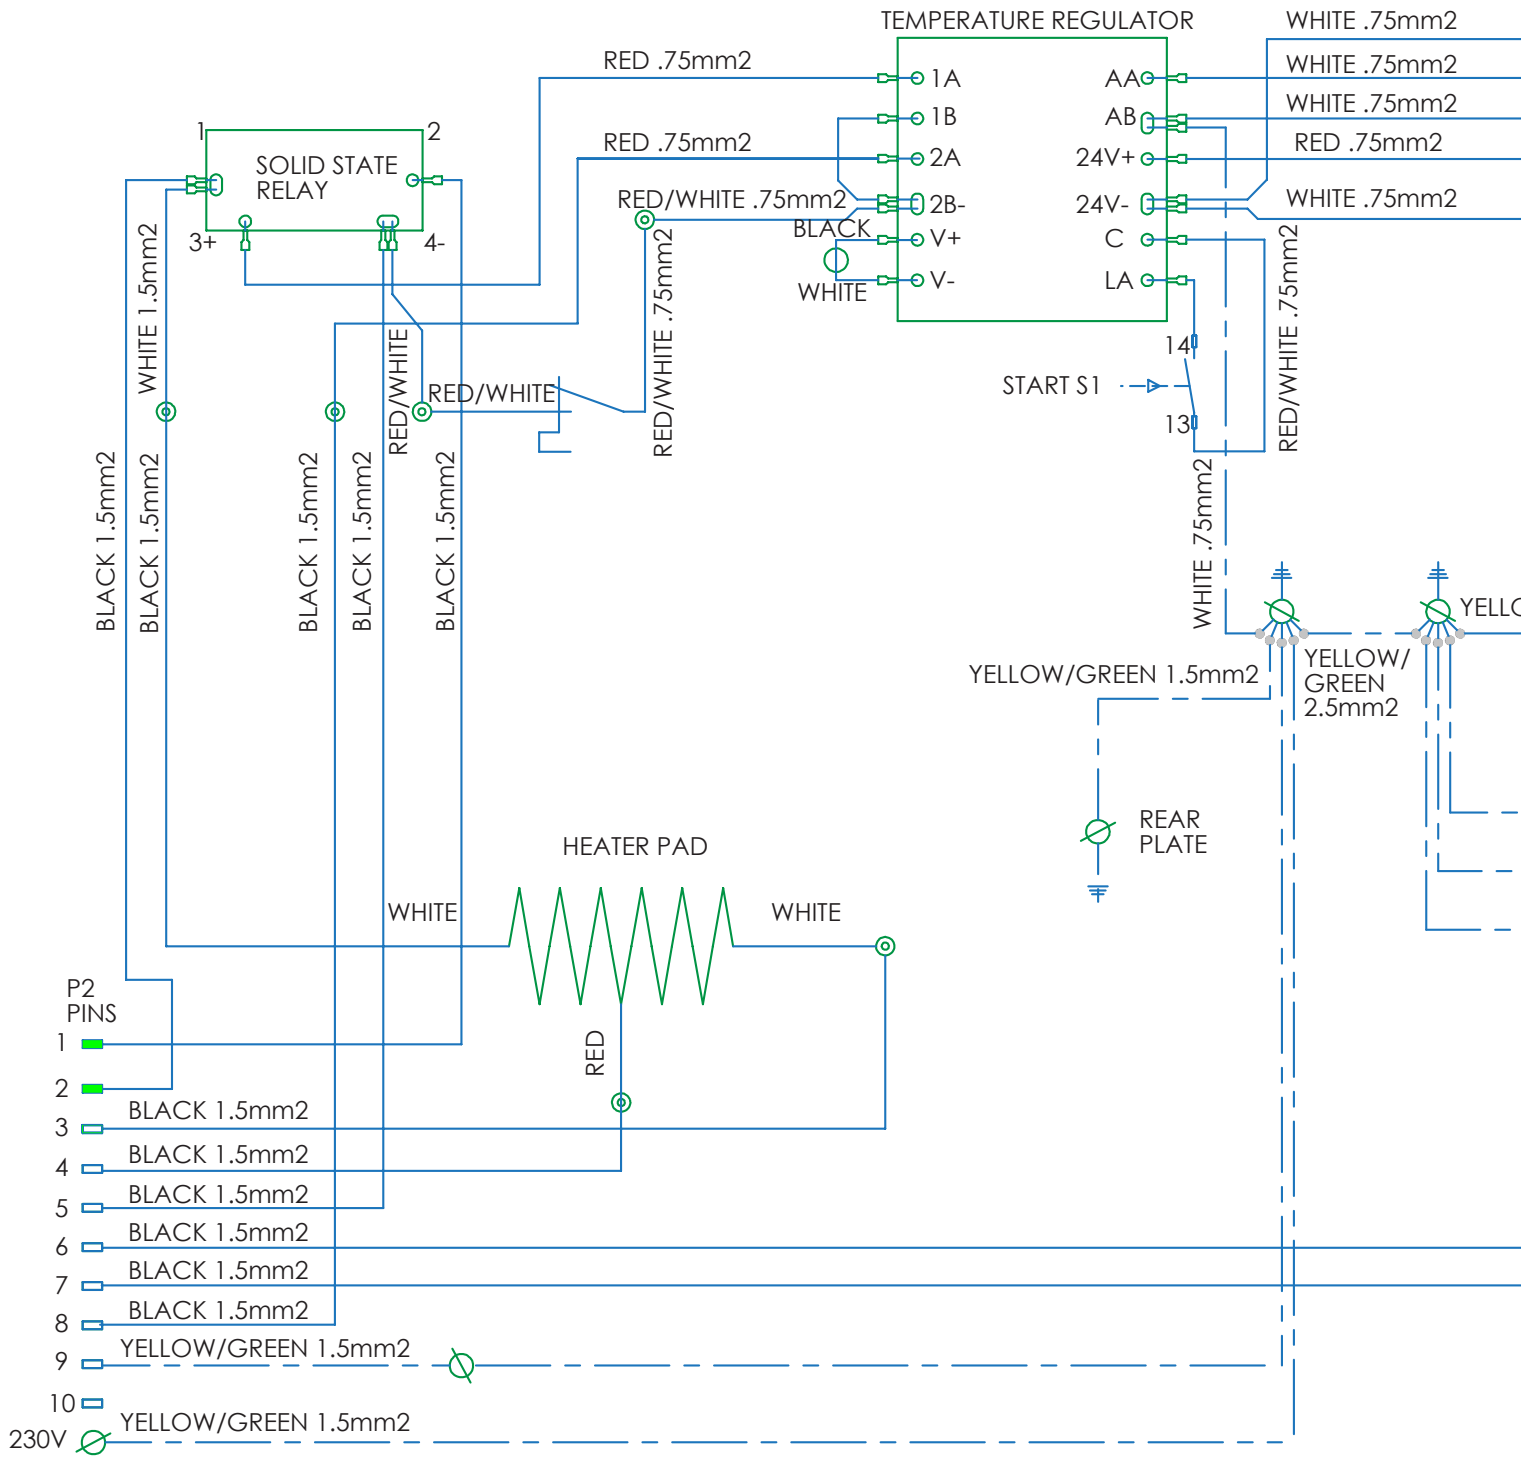 TEMPERATURE REGULATOR
WHITE .75mm2
RED .75mm2
WHITE .75mm2
1A
AA
WHITE .75mm2
1B
AB
1
2
RED .75mm2
RED .75mm2
SOLID STATE
RELAY
2A
24V+
RED/WHITE .75mm2
WHITE .75mm2
2B-
24V-
BLACK
3+
4-
V+
C
WHITE
V-
LA
WHITE 1.5mm2
RED/WHITE
RED/WHITE .75mm2
RED/WHITE .75mm2
14
START S1
RED/WHITE
13
BLACK 1.5mm2
BLACK 1.5mm2
BLACK 1.5mm2
BLACK 1.5mm2
BLACK 1.5mm2
WHITE .75mm2
YELLO
YELLOW/GREEN 1.5mm2
YELLOW/
GREEN
2.5mm2
REAR
PLATE
HEATER PAD
WHITE
WHITE
P2
PINS
RED
1
2
BLACK 1.5mm2
3
BLACK 1.5mm2
4
BLACK 1.5mm2
5
BLACK 1.5mm2
6
BLACK 1.5mm2
7
BLACK 1.5mm2
8
YELLOW/GREEN 1.5mm2
9
10
YELLOW/GREEN 1.5mm2
230V